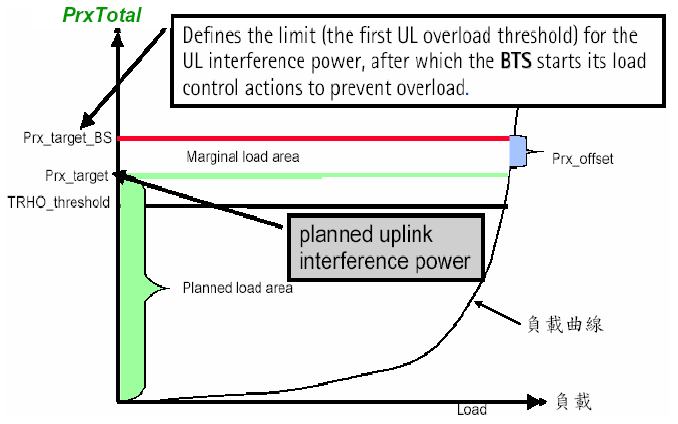 PrxTotal
Defines the limit (the first UL overload threshold) for the
UL interference power, after which the BTS starts its load
control actions to prevent overload.
Prx_target_BS
Marginal load area
Prx_offset
Prx_target
TRHO_threshold
planned uplink
interference power
Planned load area
負載曲線
Load
負載